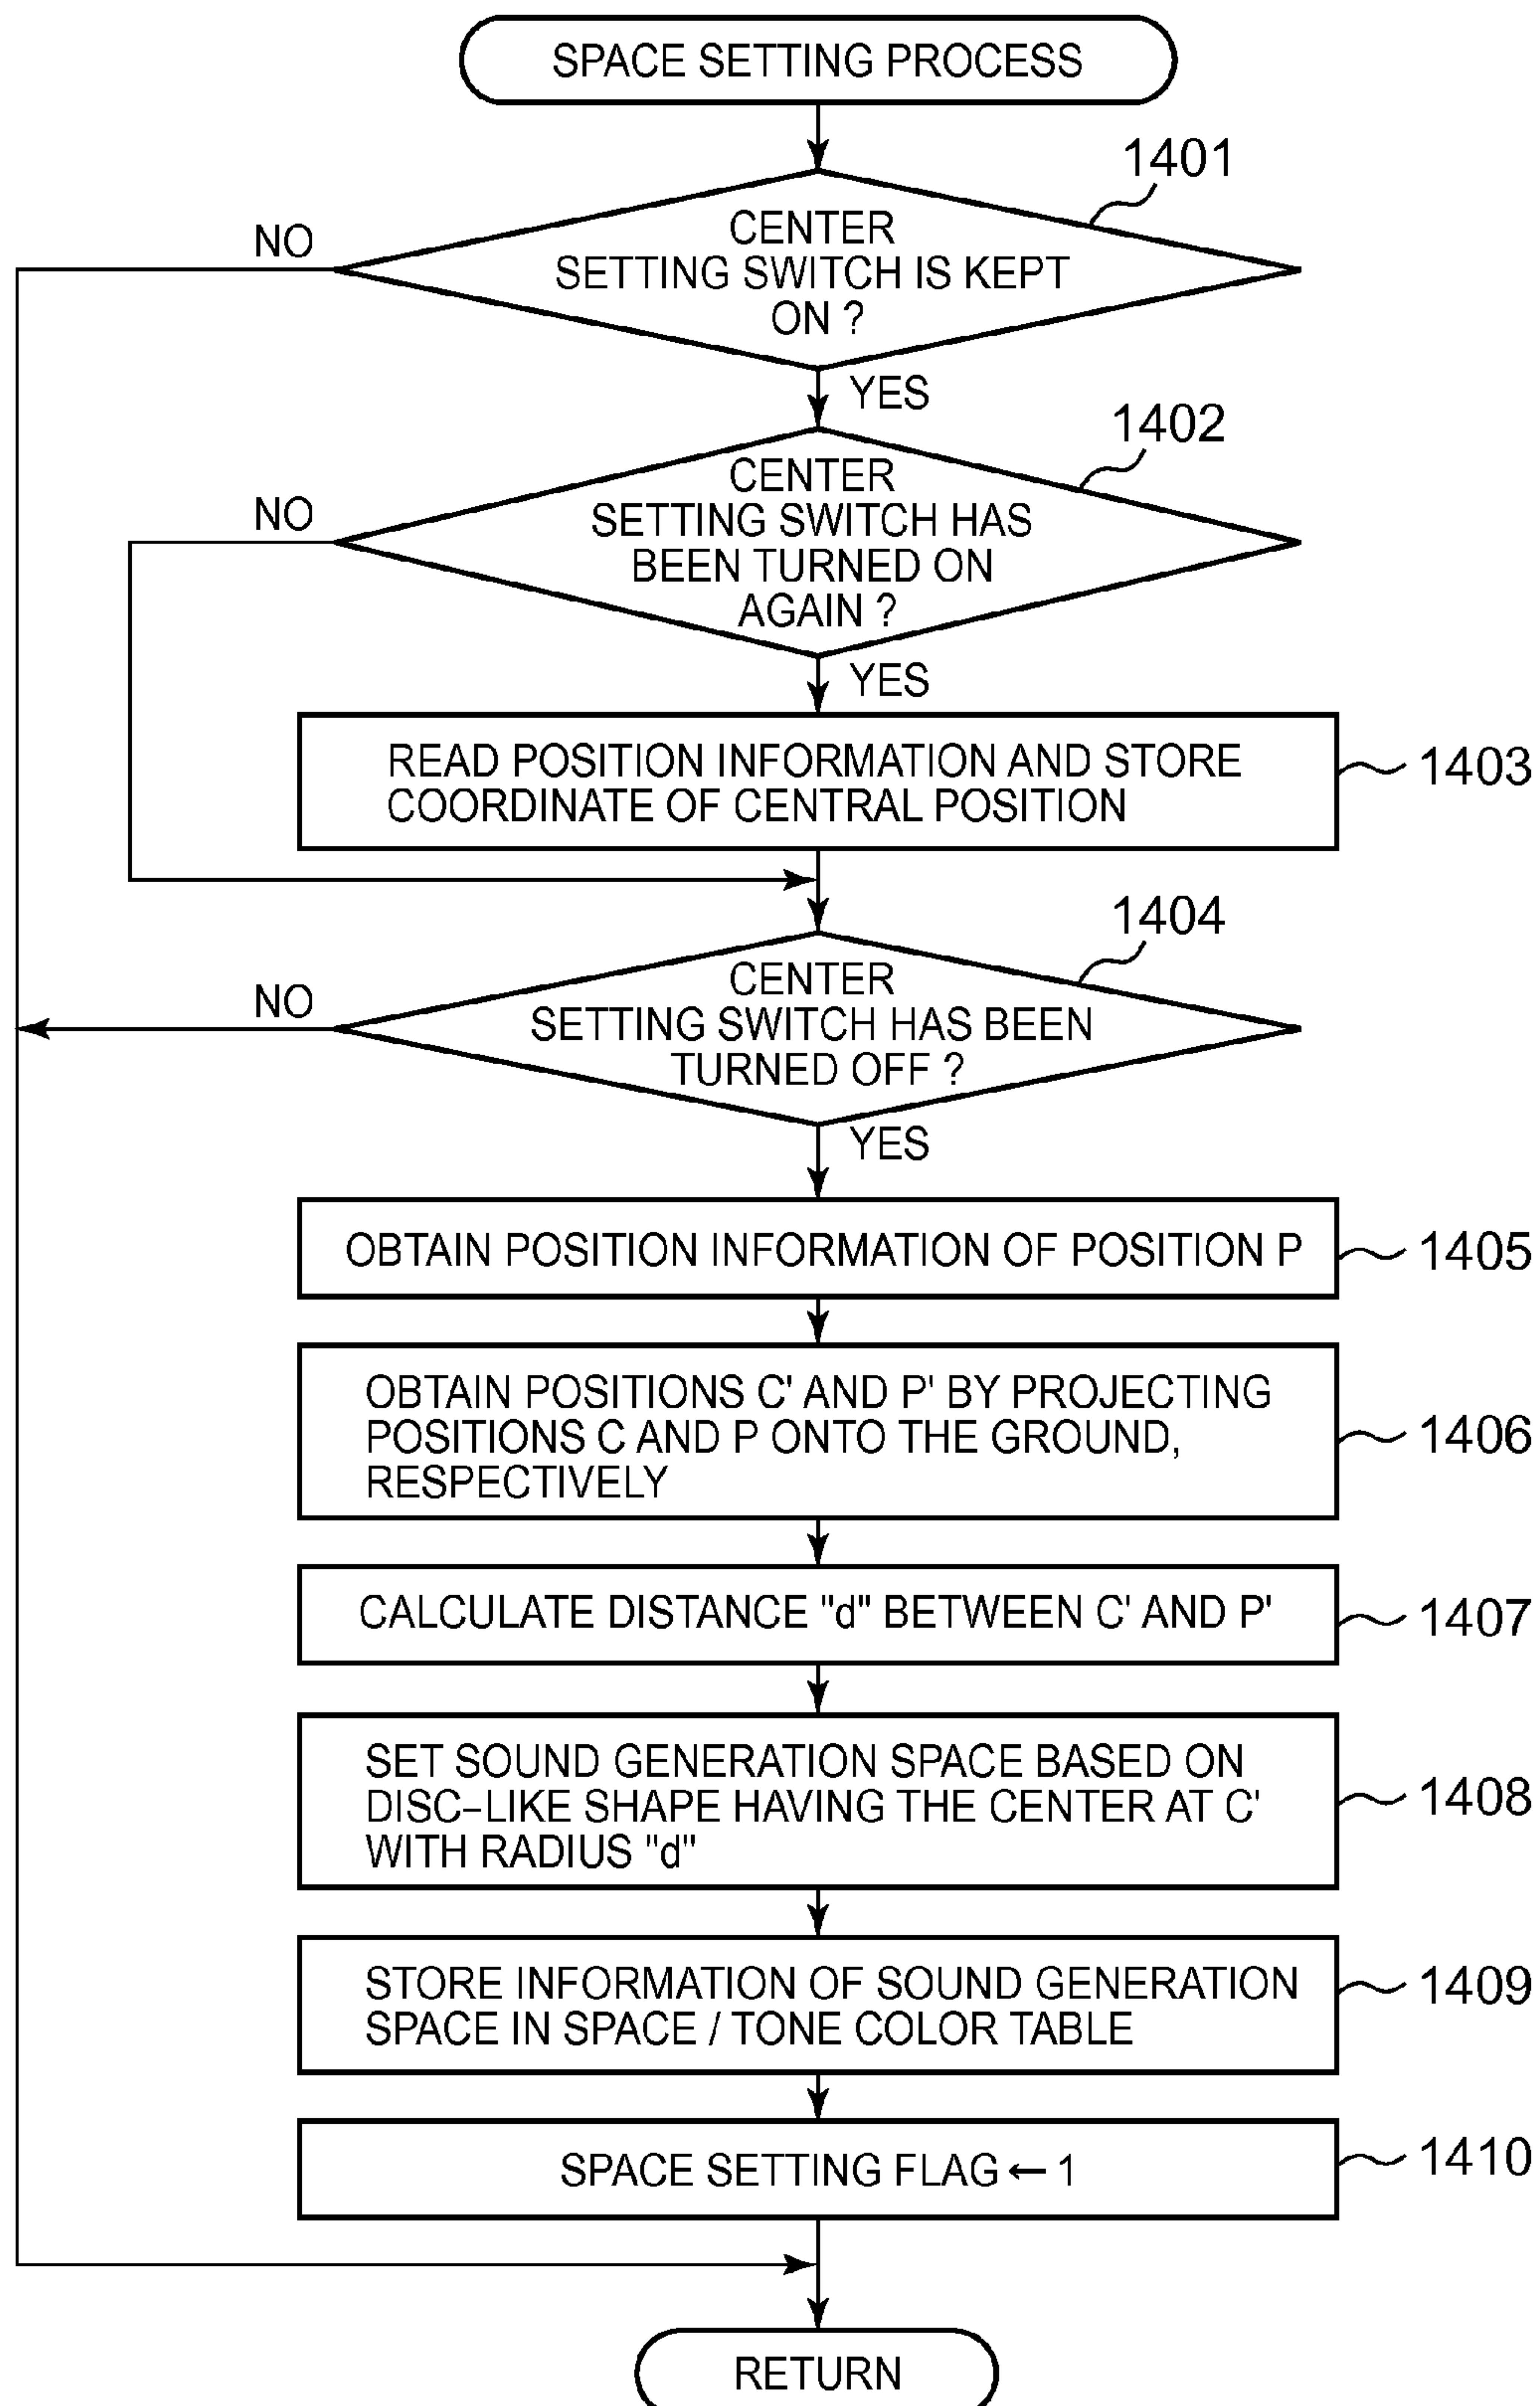 SPACE SETTING PROCESS
1401
NO
CENTER
SETTING SWITCH IS KEPT
ON ?
YES
1402
NO
CENTER
SETTING SWITCH HAS
BEEN TURNED ON
AGAIN ?
YES
READ POSITION INFORMATION AND STORE
COORDINATE OF CENTRAL POSITION
1403
1404
NO
CENTER
SETTING SWITCH HAS BEEN
TURNED OFF ?
YES
OBTAIN POSITION INFORMATION OF POSITION P
1405
OBTAIN POSITIONS C' AND P' BY PROJECTING
POSITIONS C AND P ONTO THE GROUND,
RESPECTIVELY
1406
CALCULATE DISTANCE "d" BETWEEN C' AND P'
1407
SET SOUND GENERATION SPACE BASED ON
DISC–LIKE SHAPE HAVING THE CENTER AT C'
WITH RADIUS "d"
1408
STORE INFORMATION OF SOUND GENERATION
SPACE IN SPACE / TONE COLOR TABLE
1409
SPACE SETTING FLAG ← 1
1410
RETURN